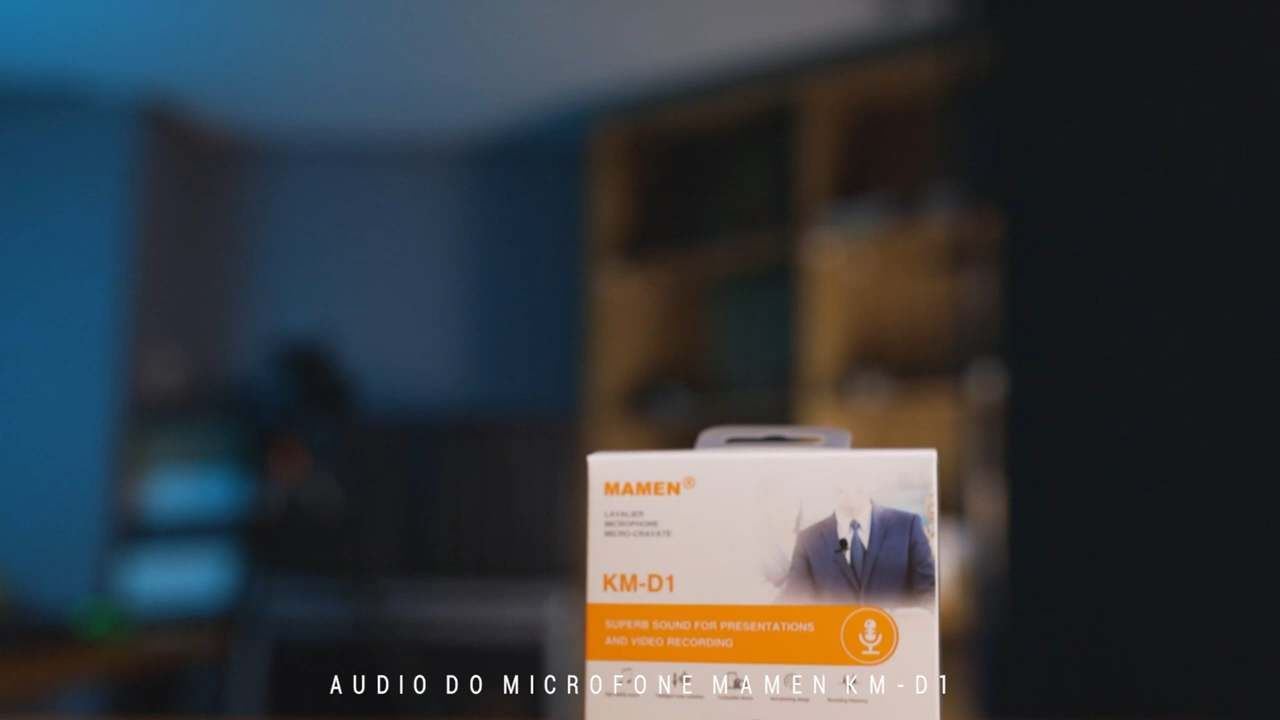 MAMEN®
LAVALIER
MICROPHONE
MICRO-CRAVATE
KM-D1
SUPERB SOUND FOR PRESENTATIONS
AND VIDEO RECORDING
AUDIO DO MICROFONE MAMEN KM-D1